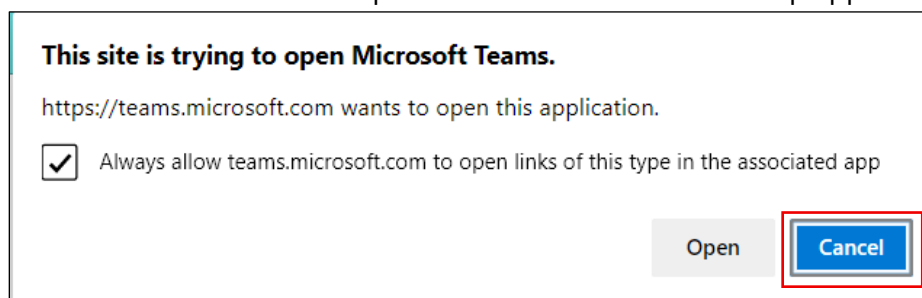 This site is trying to open Microsoft Teams.
https://teams.microsoft.com wants to open this application.
Always allow teams.microsoft.com to open links of this type in the associated app
Open Cancel